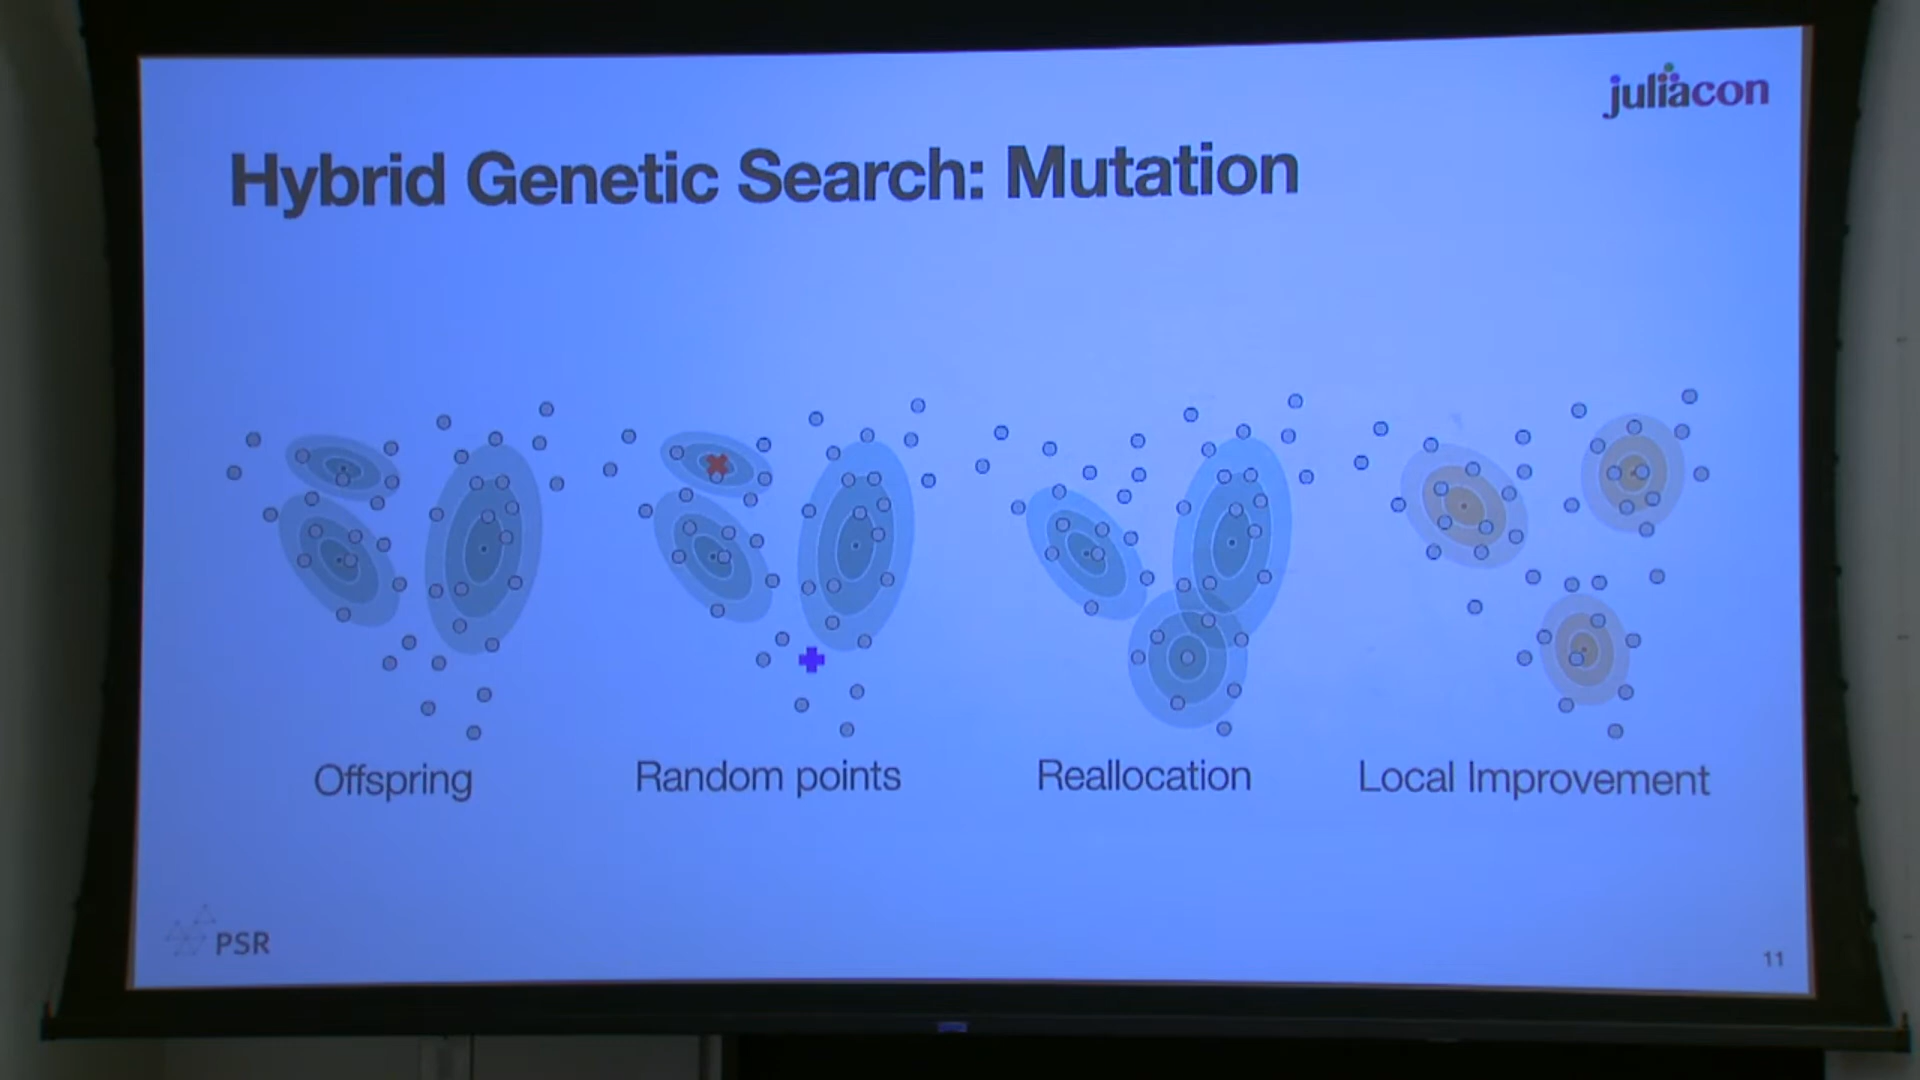 juliacon
Hybrid Genetic Search: Mutation
Offspring
Random points
Reallocation
Local Improvement
PSR
11